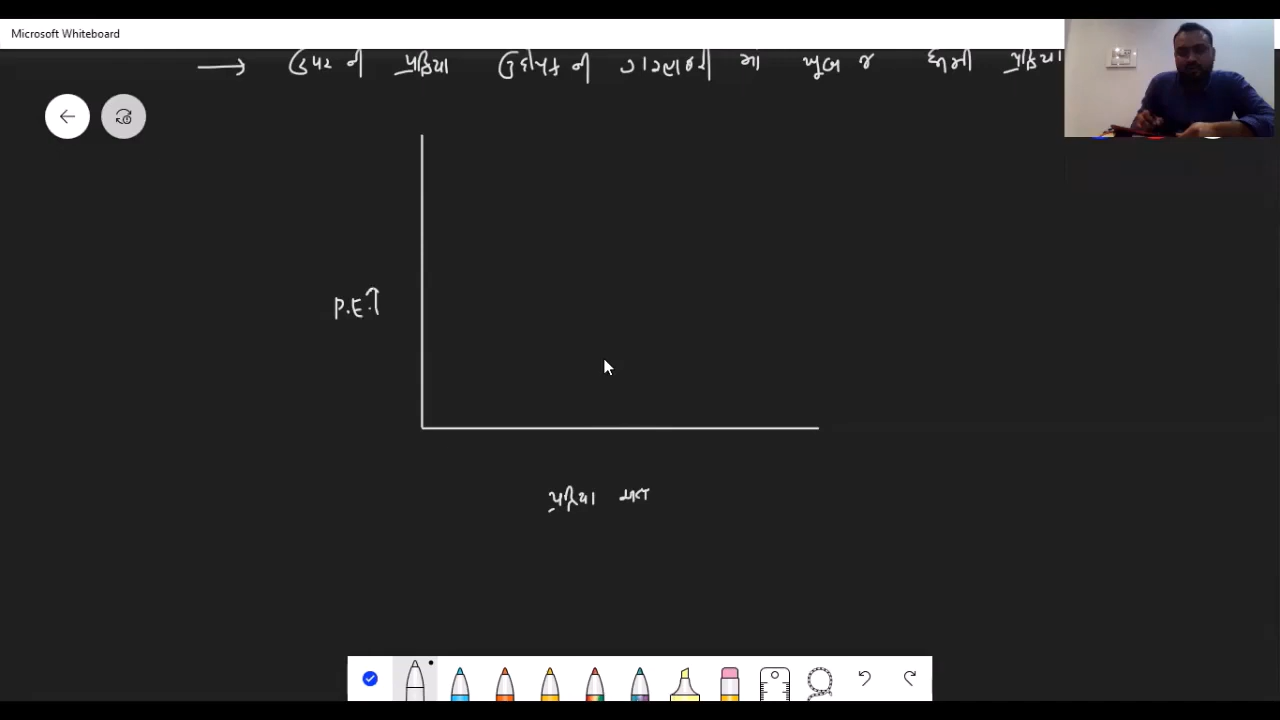 Microsoft Whiteboard
→ ઉપર ની પ્રક્રિયા ઉદ્દીપક ની ગેરહાજરી માં ખૂબ જ ધીમી પ્રક્રિયા
P.E.↑
પ્રક્રિયા